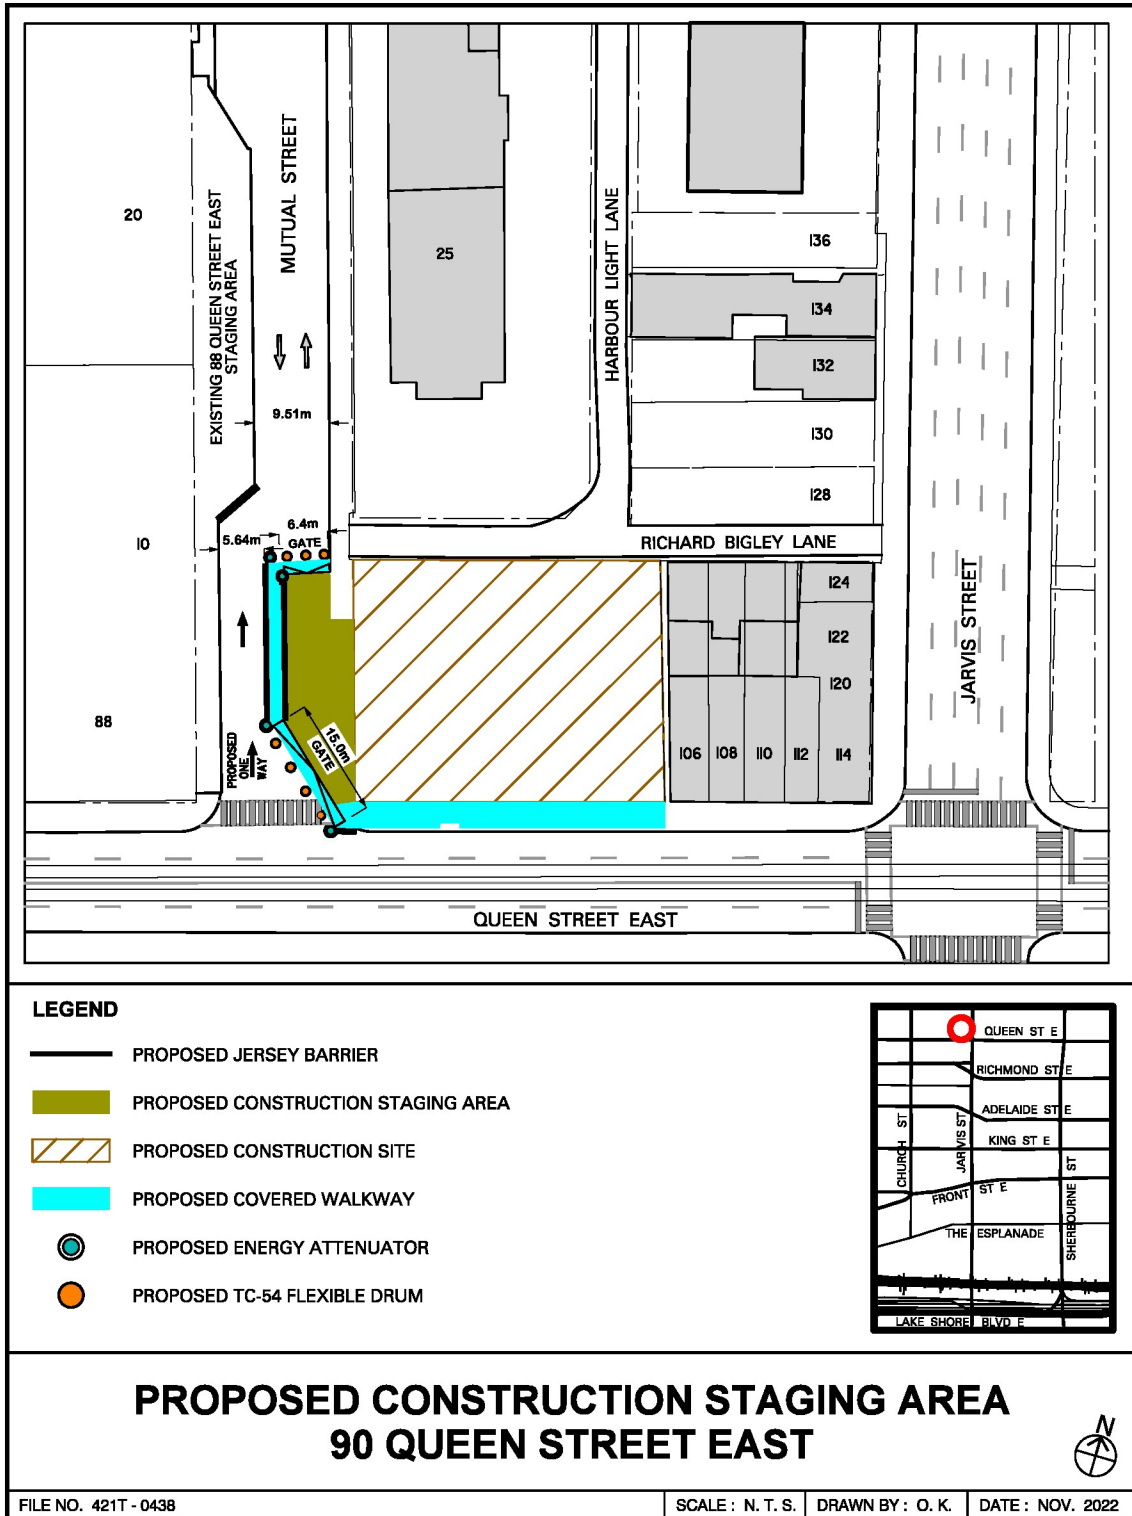 MUTUAL STREET
20
EXISTING 88 QUEEN STREET EAST
STAGING AREA
25
HARBOUR LIGHT LANE
136
134
132
130
128
9.51m
6.4m
5.64m
GATE
10
RICHARD BIGLEY LANE
124
122
120
JARVIS STREET
88
PROPOSED
ONE
WAY
15.0m
GATE
106
108
110
112
114
QUEEN STREET EAST
LEGEND
PROPOSED JERSEY BARRIER
PROPOSED CONSTRUCTION STAGING AREA
PROPOSED CONSTRUCTION SITE
PROPOSED COVERED WALKWAY
PROPOSED ENERGY ATTENUATOR
PROPOSED TC-54 FLEXIBLE DRUM
QUEEN ST E
RICHMOND ST E
ADELAIDE ST E
CHURCH ST
JARVIS ST
KING ST E
FRONT ST E
SHERBOURNE ST
THE ESPLANADE
LAKE SHORE BLVD E
PROPOSED CONSTRUCTION STAGING AREA
90 QUEEN STREET EAST
N
FILE NO. 421T - 0438
SCALE : N. T. S.
DRAWN BY : O. K.
DATE : NOV. 2022